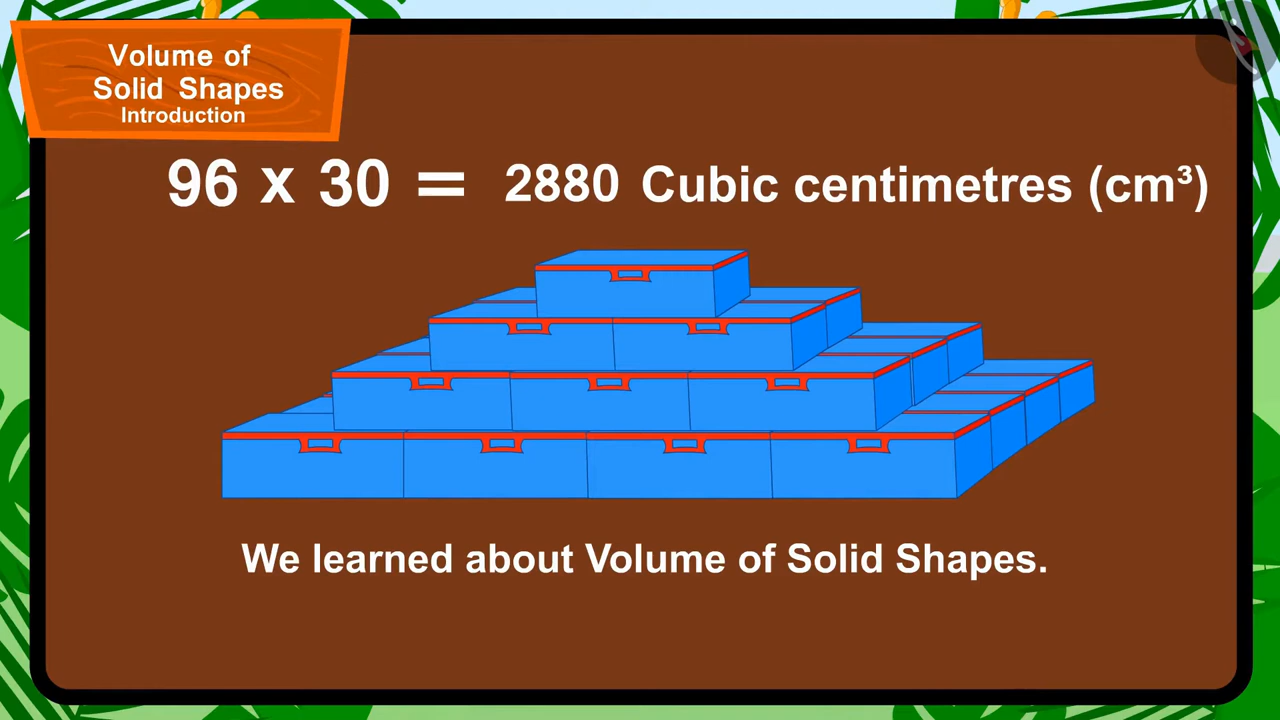 Volume of
Solid Shapes
Introduction
96 x 30 = 2880 Cubic centimetres (cm³)
We learned about Volume of Solid Shapes.